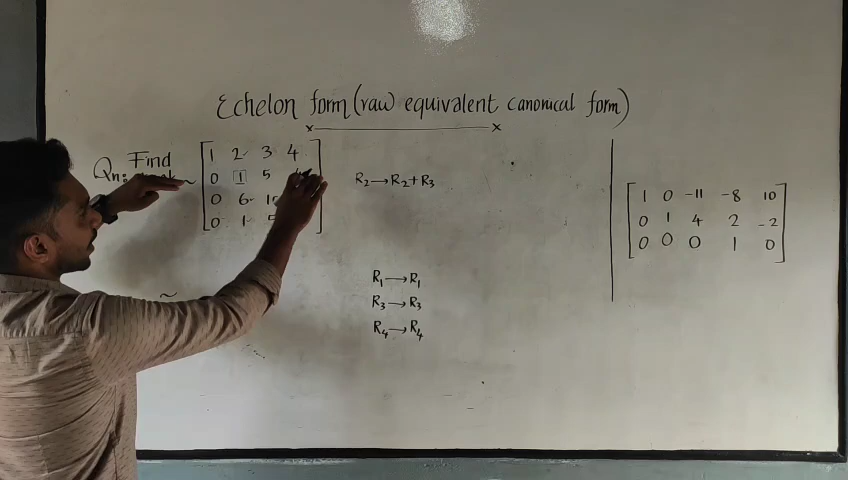 Echelon form (raw) equivalent canonical form)
x x
Qn: Find
~
1 2 3 4
0 1 5
0 6
0 1 5
R2 → R2 + R3
~
R1 → R1
R3 → R3
R4 → R4
1 0 -11 -8 10
0 1 4 2 -2
0 0 0 1 0